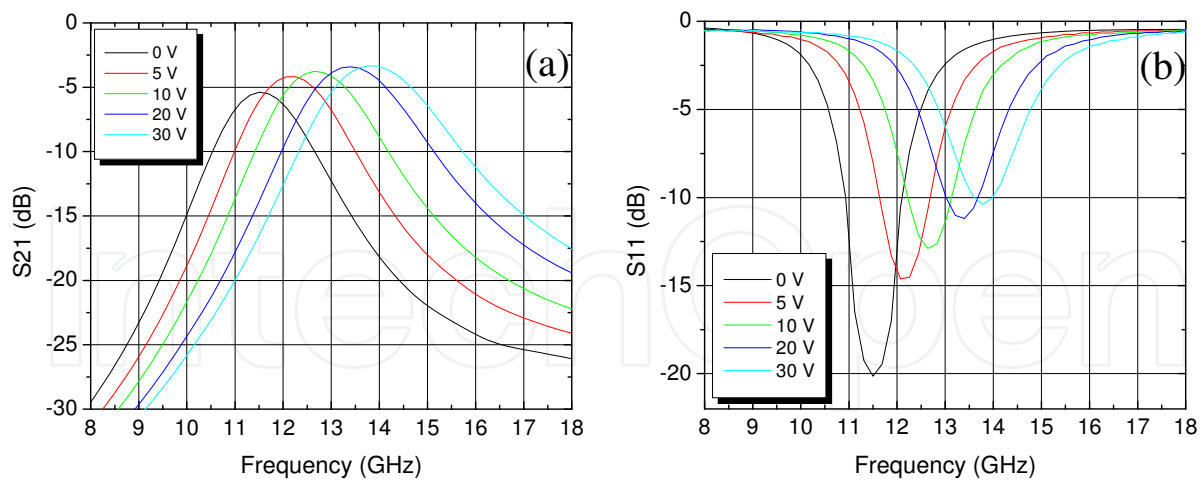 0
-5
-10
-15
-20
-25
-30
8 9 10 11 12 13 14 15 16 17 18
S21 (dB)
Frequency (GHz)
0 V
5 V
10 V
20 V
30 V
(a)
0
-5
-10
-15
-20
8 9 10 11 12 13 14 15 16 17 18
S11 (dB)
Frequency (GHz)
0 V
5 V
10 V
20 V
30 V
(b)
IntechOpen